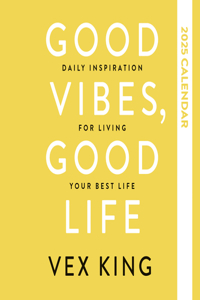 GOOD
DAILY INSPIRATION
VIBES,
FOR LIVING
GOOD
YOUR BEST LIFE
LIFE
VEX KING
2025 CALENDAR